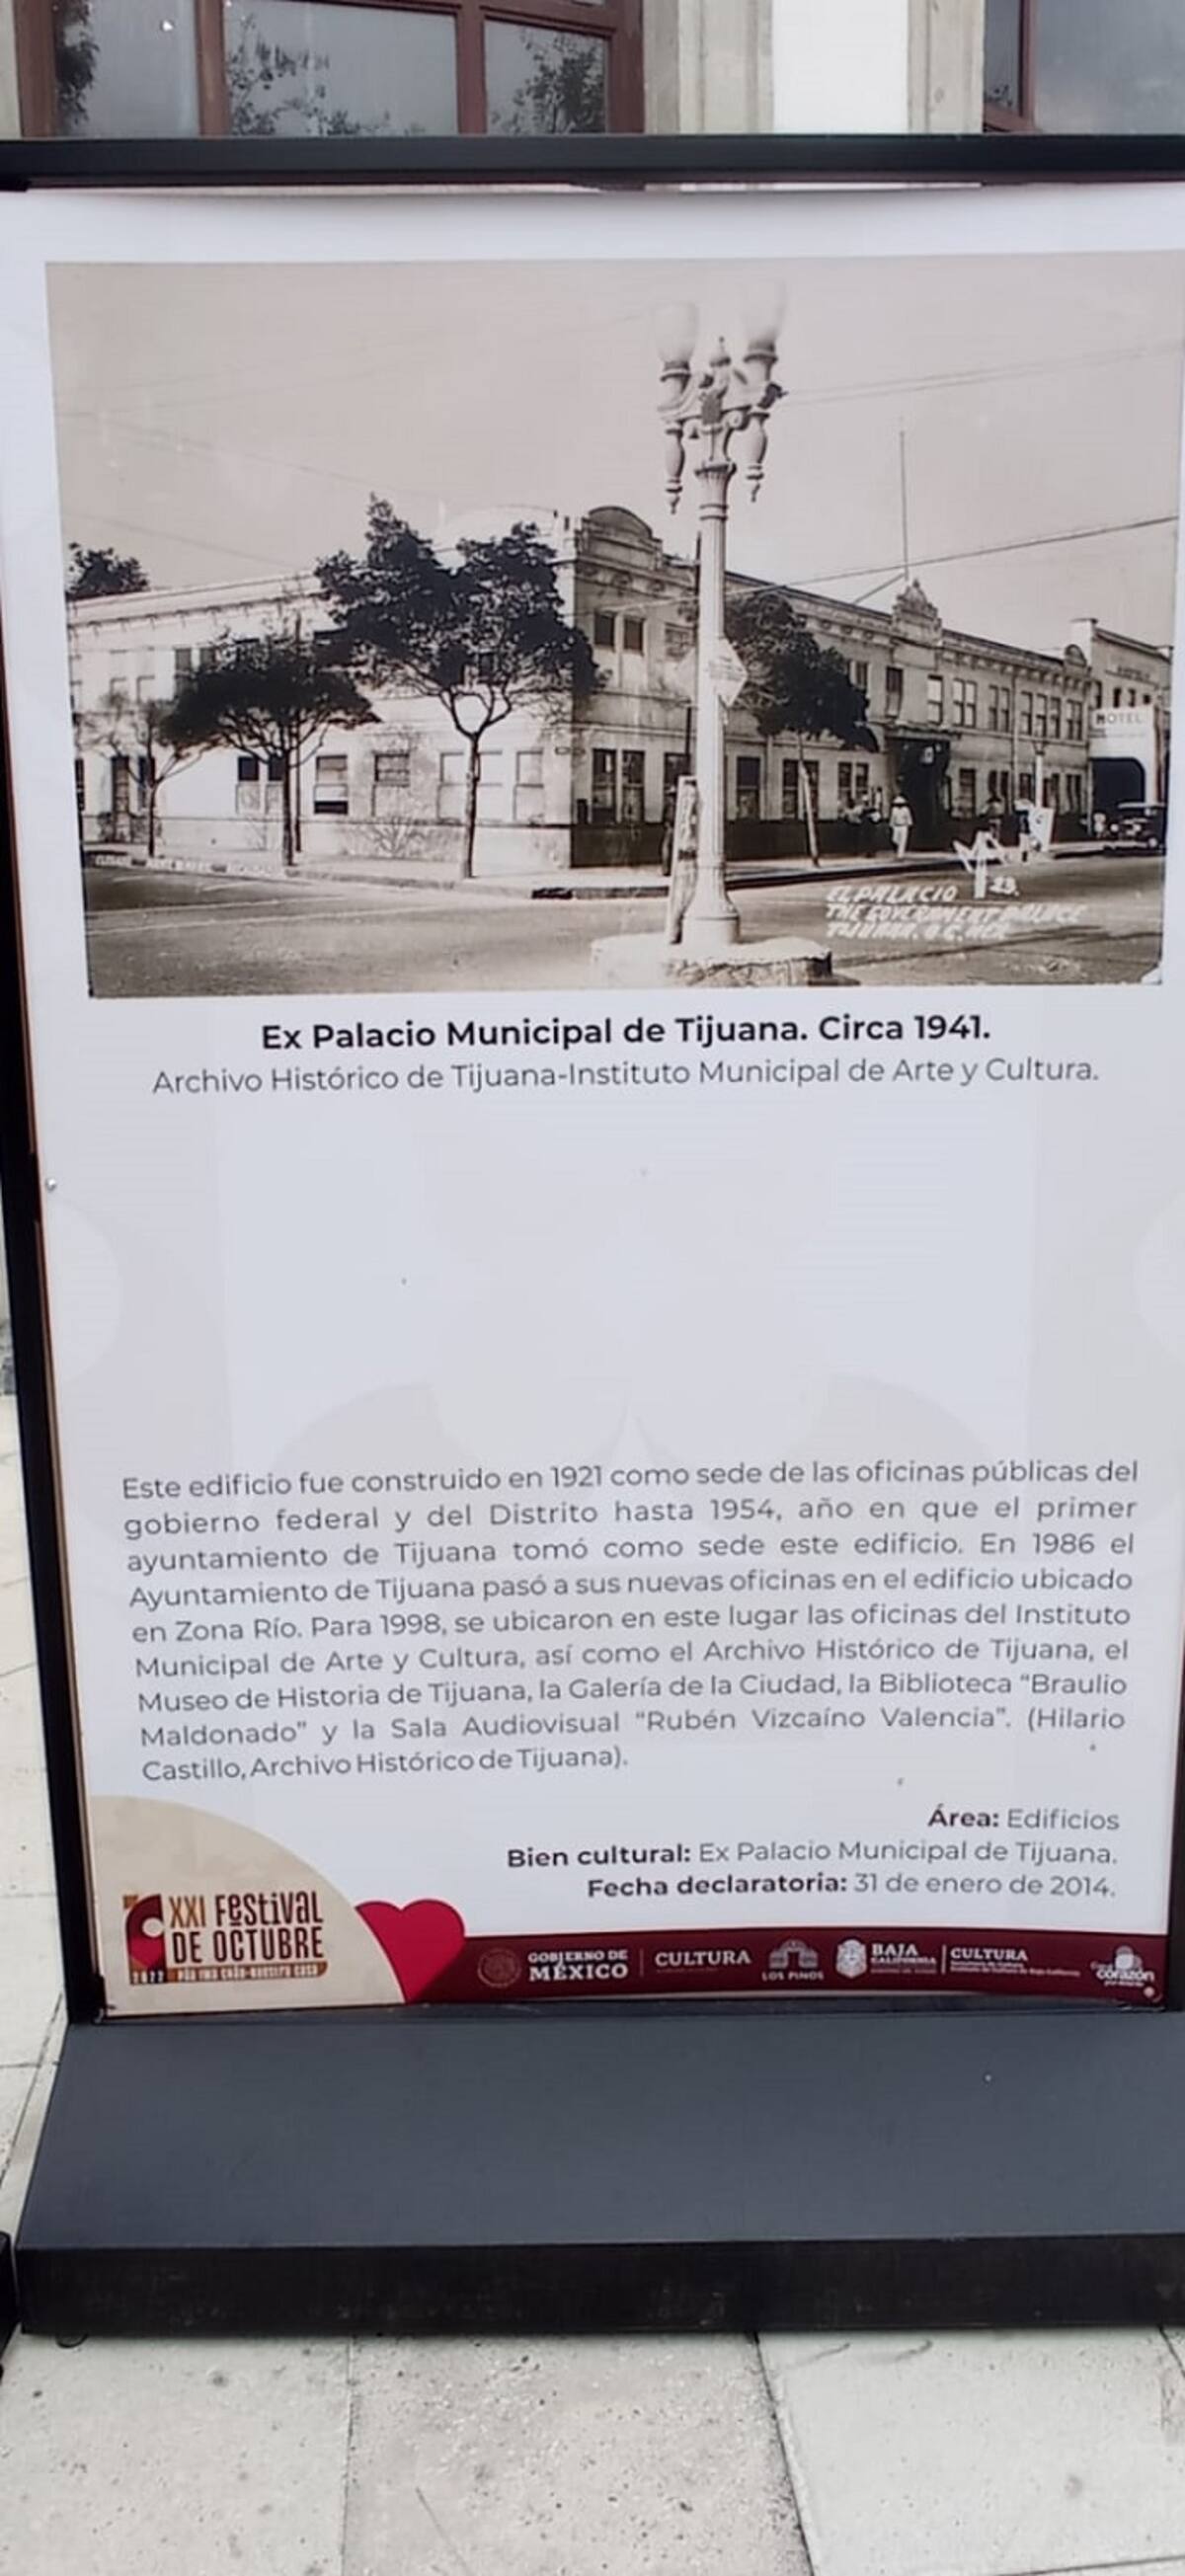 HOTEL
EL PALACIO
THE GOVERNMENT PALACE
TIJUANA. B.C. MEX.
23.
Ex Palacio Municipal de Tijuana. Circa 1941.
Archivo Histórico de Tijuana-Instituto Municipal de Arte y Cultura.
Este edificio fue construido en 1921 como sede de las oficinas públicas del
gobierno federal y del Distrito hasta 1954, año en que el primer
ayuntamiento de Tijuana tomó como sede este edificio. En 1986 el
Ayuntamiento de Tijuana pasó a sus nuevas oficinas en el edificio ubicado
en Zona Río. Para 1998, se ubicaron en este lugar las oficinas del Instituto
Municipal de Arte y Cultura, así como el Archivo Histórico de Tijuana, el
Museo de Historia de Tijuana, la Galería de la Ciudad, la Biblioteca "Braulio
Maldonado" y la Sala Audiovisual "Rubén Vizcaíno Valencia". (Hilario
Castillo, Archivo Histórico de Tijuana).
Área: Edificios
Bien cultural: Ex Palacio Municipal de Tijuana.
Fecha declaratoria: 31 de enero de 2014.
XXI FESTIVAL
DE OCTUBRE
2022
GOBIERNO DE
MÉXICO
CULTURA
LOS PINOS
BAJA
CALIFORNIA
CULTURA
corazón